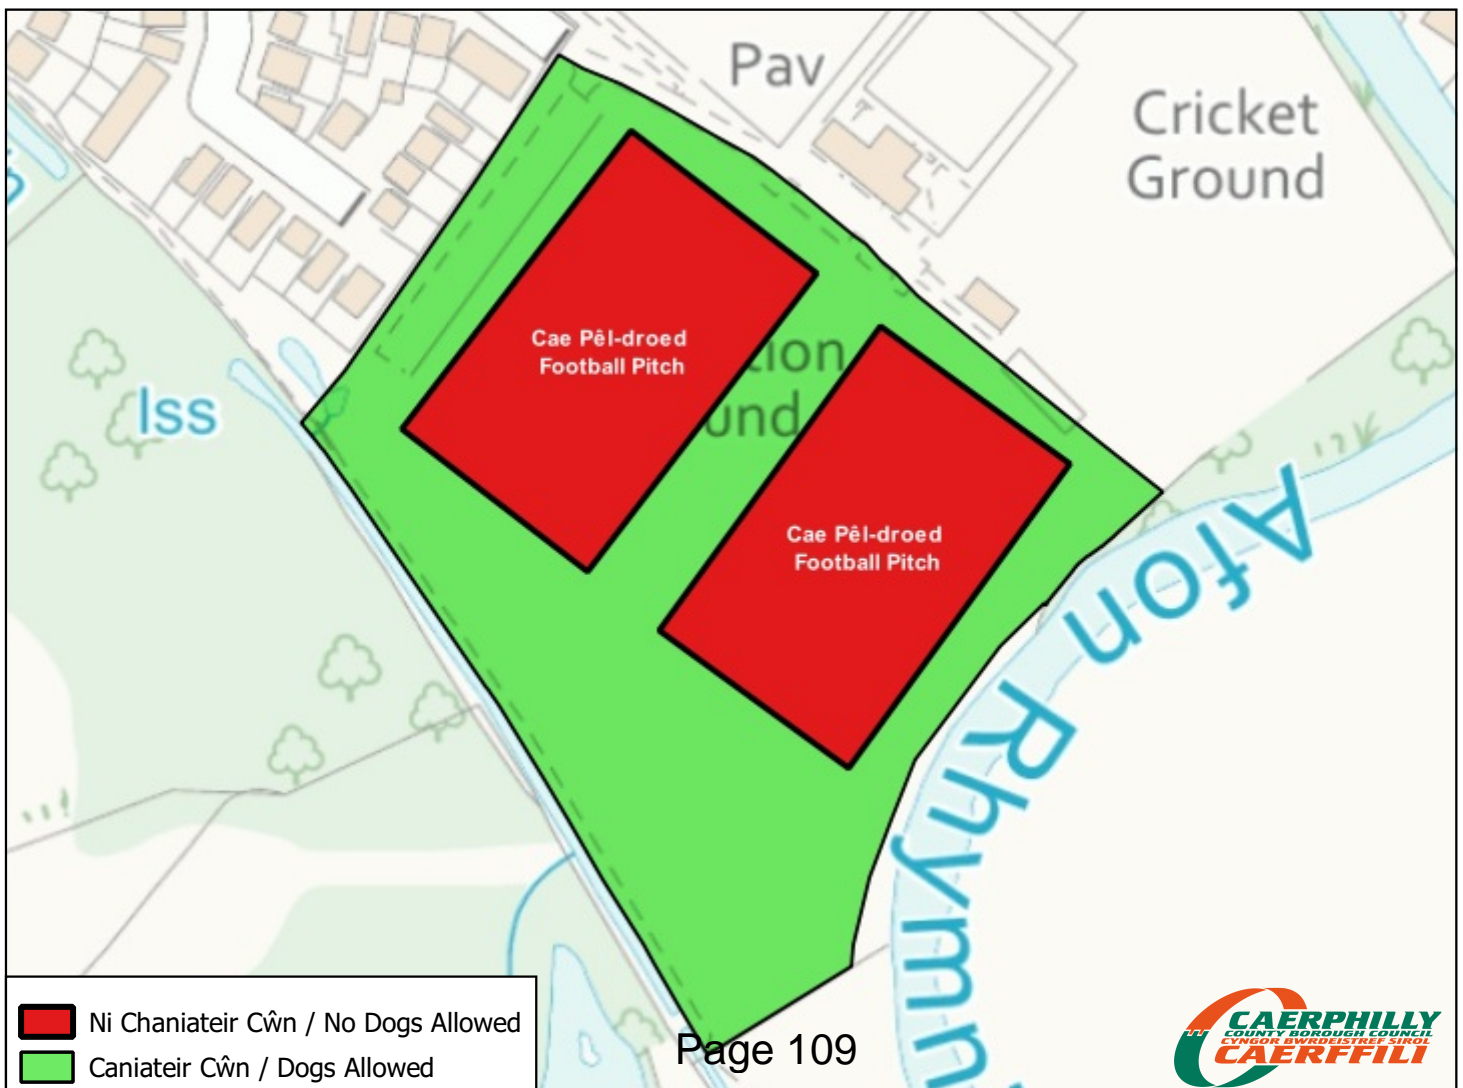 Pav
Cricket
Ground
Cae Pêl-droed
Football Pitch
Iss
Cae Pêl-droed
Football Pitch
Afon
Ni Chaniateir Cŵn / No Dogs Allowed
Caniateir Cŵn / Dogs Allowed
Page 109
CAERPHILLY
COUNTY BOROUGH COUNCIL
CYNGOR BWRDEISTREF SIROL
CAERFFILI